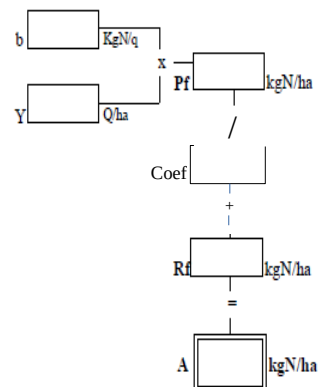 b KgN/q
x
Pf kgN/ha
Y Q/ha
/
Coef
+
Rf kgN/ha
=
A kgN/ha